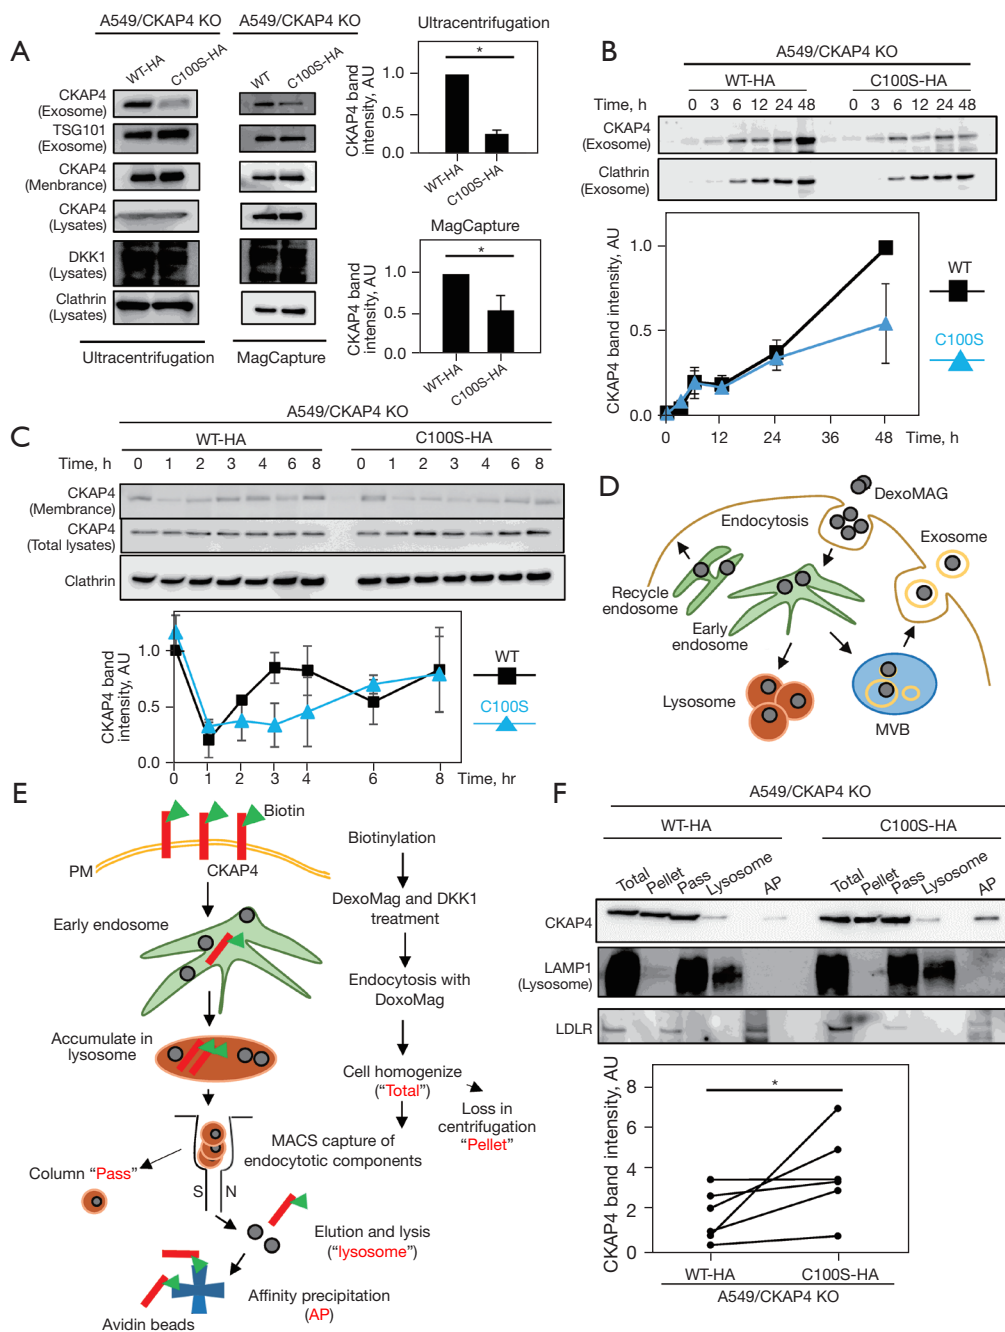 A
A549/CKAP4 KO
A549/CKAP4 KO
WT-HA
C100S-HA
WT
C100S-HA
CKAP4
(Exosome)
TSG101
(Exosome)
CKAP4
(Menbrance)
CKAP4
(Lysates)
DKK1
(Lysates)
Clathrin
(Lysates)
Ultracentrifugation
MagCapture
Ultracentrifugation
*
CKAP4 band
intensity, AU
1.0
0.5
0.0
WT-HA
C100S-HA
MagCapture
*
CKAP4 band
intensity, AU
1.0
0.5
0.0
WT-HA
C100S-HA
B
A549/CKAP4 KO
WT-HA
C100S-HA
Time, h 0 3 6 12 24 48 0 3 6 12 24 48
CKAP4
(Exosome)
Clathrin
(Exosome)
CKAP4 band intensity, AU
1.0
0.5
0.0
0 12 24 36 48 Time, h
WT
C100S
C
A549/CKAP4 KO
WT-HA
C100S-HA
Time, h 0 1 2 3 4 6 8 0 1 2 3 4 6 8
CKAP4
(Membrance)
CKAP4
(Total lysates)
Clathrin
CKAP4 band
intensity, AU
1.0
0.5
0.0
0 1 2 3 4 6 8 Time, hr
WT
C100S
D
DexoMAG
Endocytosis
Exosome
Recycle
endosome
Early
endosome
Lysosome
MVB
E
Biotin
PM
CKAP4
Early endosome
Accumulate in
lysosome
Column “Pass”
S N
Avidin beads
Biotinylation
DexoMag and DKK1
treatment
Endocytosis with
DoxoMag
Cell homogenize
(“Total”)
Loss in
centrifugation
“Pellet”
MACS capture of
endocytotic components
Elution and lysis
(“lysosome”)
Affinity precipitation
(AP)
F
A549/CKAP4 KO
WT-HA
C100S-HA
Total
Pellet
Pass
Lysosome
AP
Total
Pellet
Pass
Lysosome
AP
CKAP4
LAMP1
(Lysosome)
LDLR
CKAP4 band intensity, AU
8
6
4
2
0
*
WT-HA
C100S-HA
A549/CKAP4 KO